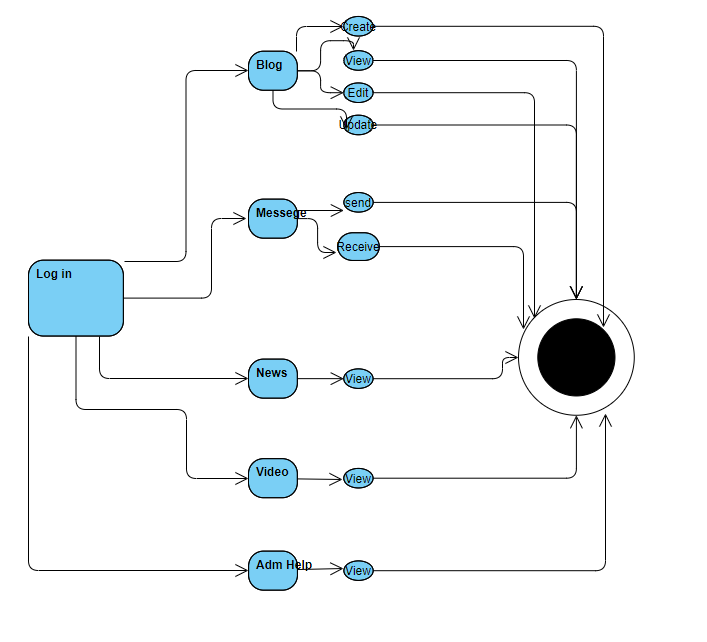 Create
Blog
View
Edit
Update
send
Messege
Receive
Log in
News
View
Video
View
Adm Help
View